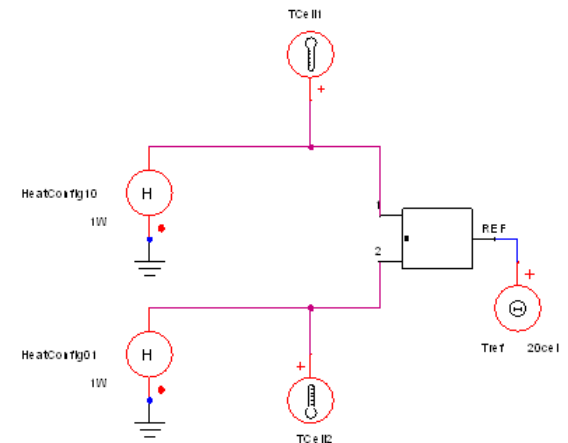 TCell1
+
HeatConfig10
H
1W
1
REF
2
+
HeatConfig01
H
1W
+
Tref 20cel
TCell2